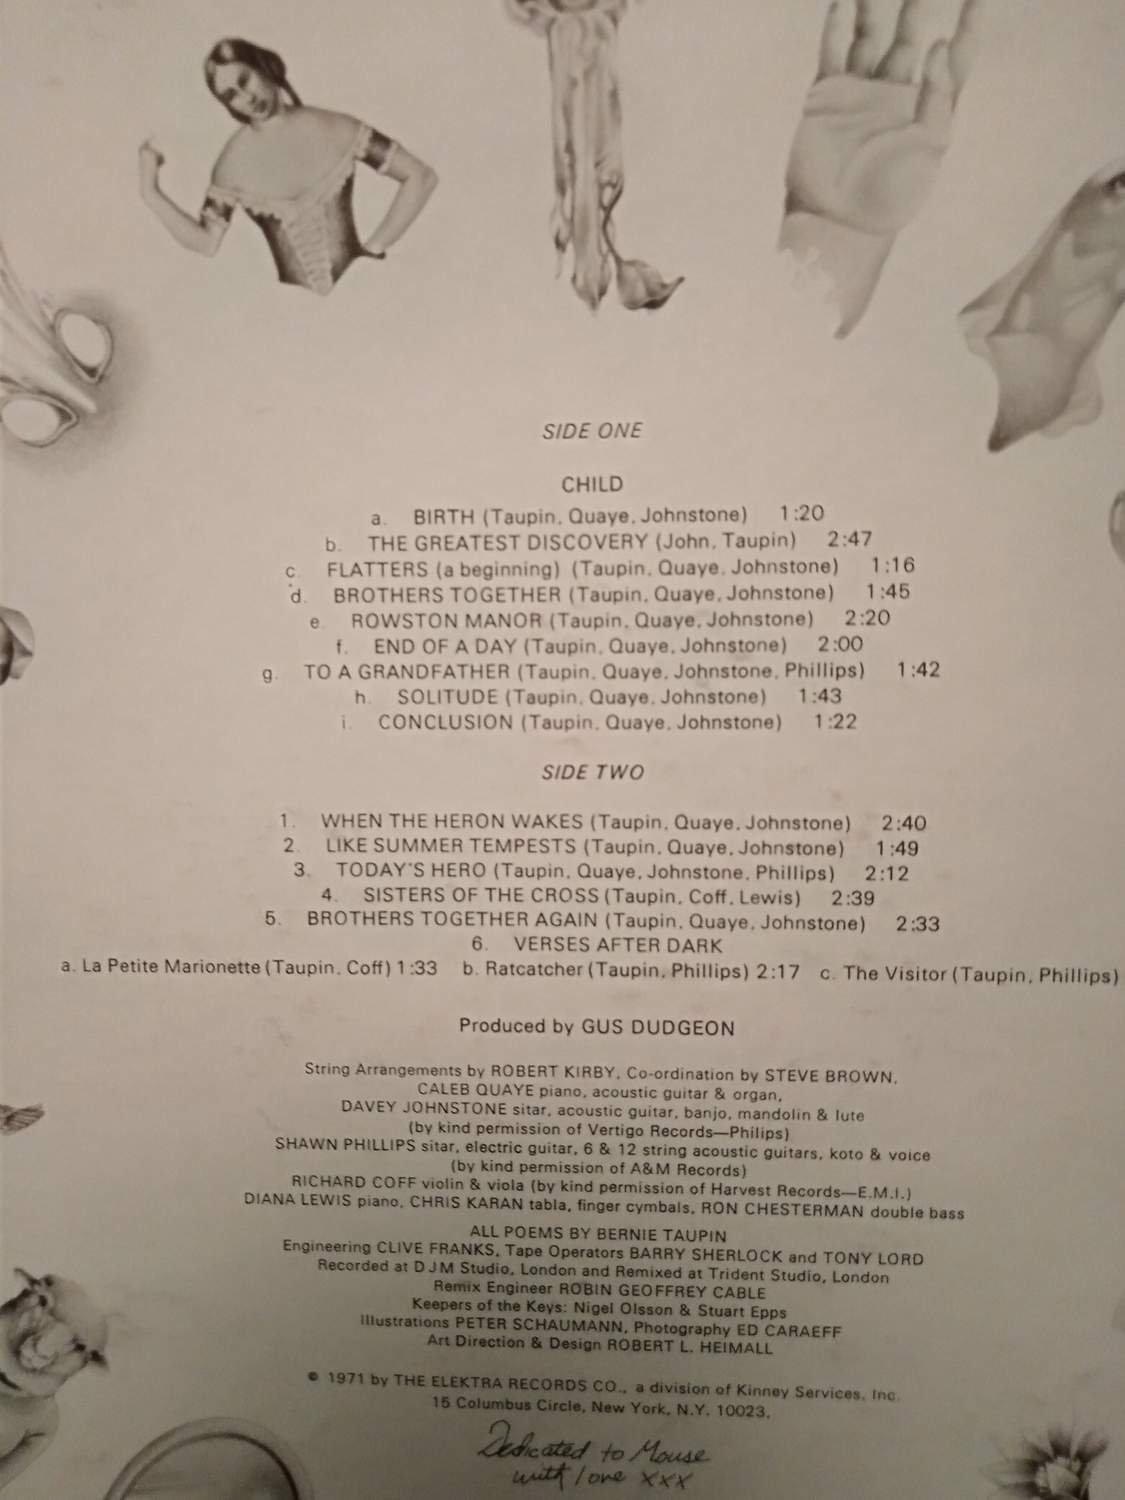 SIDE ONE
CHILD
a. BIRTH (Taupin, Quaye, Johnstone) 1:20
b. THE GREATEST DISCOVERY (John, Taupin) 2:47
c. FLATTERS (a beginning) (Taupin, Quaye, Johnstone) 1:16
d. BROTHERS TOGETHER (Taupin, Quaye, Johnstone) 1:45
e. ROWSTON MANOR (Taupin, Quaye, Johnstone) 2:20
f. END OF A DAY (Taupin, Quaye, Johnstone) 2:00
g. TO A GRANDFATHER (Taupin, Quaye, Johnstone, Phillips) 1:42
h. SOLITUDE (Taupin, Quaye, Johnstone) 1:43
i. CONCLUSION (Taupin, Quaye, Johnstone) 1:22
SIDE TWO
1. WHEN THE HERON WAKES (Taupin, Quaye, Johnstone) 2:40
2. LIKE SUMMER TEMPESTS (Taupin, Quaye, Johnstone) 1:49
3. TODAY'S HERO (Taupin, Quaye, Johnstone, Phillips) 2:12
4. SISTERS OF THE CROSS (Taupin, Coff, Lewis) 2:39
5. BROTHERS TOGETHER AGAIN (Taupin, Quaye, Johnstone) 2:33
6. VERSES AFTER DARK
a. La Petite Marionette (Taupin, Coff) 1:33 b. Ratcatcher (Taupin, Phillips) 2:17 c. The Visitor (Taupin, Phillips)
Produced by GUS DUDGEON
String Arrangements by ROBERT KIRBY, Co-ordination by STEVE BROWN,
CALEB QUAYE piano, acoustic guitar & organ,
DAVEY JOHNSTONE sitar, acoustic guitar, banjo, mandolin & lute
(by kind permission of Vertigo Records—Philips)
SHAWN PHILLIPS sitar, electric guitar, 6 & 12 string acoustic guitars, koto & voice
(by kind permission of A&M Records)
RICHARD COFF violin & viola (by kind permission of Harvest Records—E.M.I.)
DIANA LEWIS piano, CHRIS KARAN tabla, finger cymbals, RON CHESTERMAN double bass
ALL POEMS BY BERNIE TAUPIN
Engineering CLIVE FRANKS, Tape Operators BARRY SHERLOCK and TONY LORD
Recorded at DJM Studio, London and Remixed at Trident Studio, London
Remix Engineer ROBIN GEOFFREY CABLE
Keepers of the Keys: Nigel Olsson & Stuart Epps
Illustrations PETER SCHAUMANN, Photography ED CARAEFF
Art Direction & Design ROBERT L. HEIMALL
© 1971 by THE ELEKTRA RECORDS CO., a division of Kinney Services, Inc.
15 Columbus Circle, New York, N.Y. 10023.
Dedicated to Mouse
with love xxx